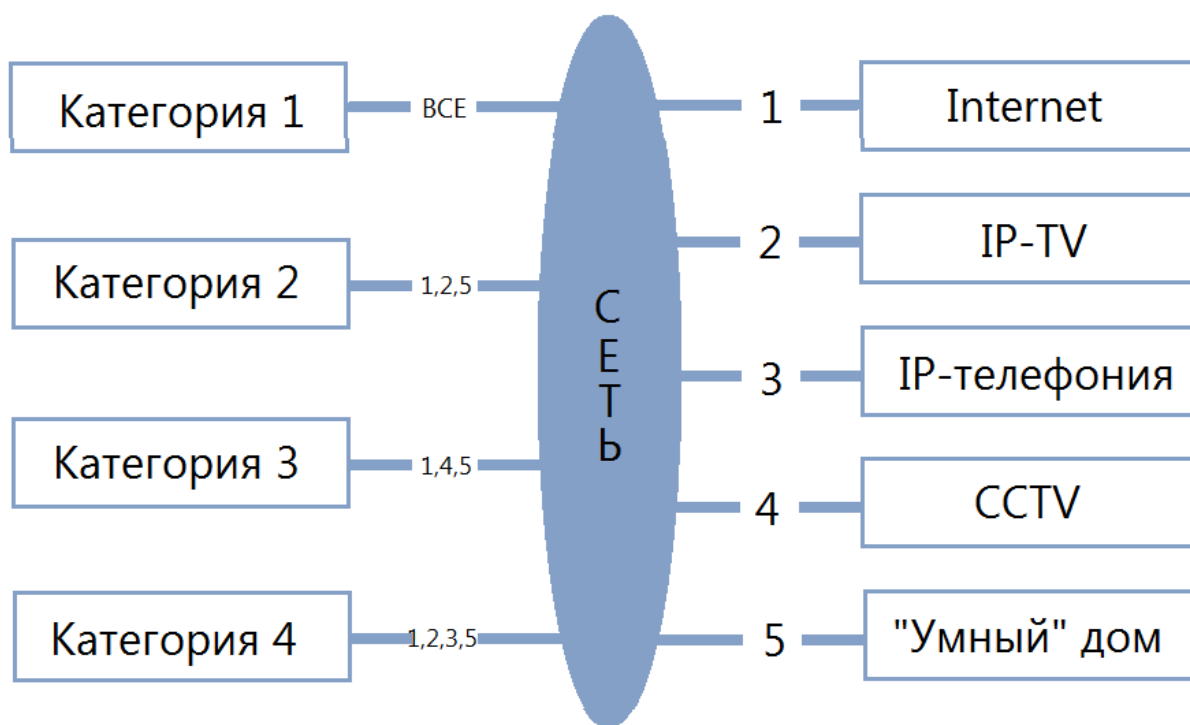 Категория 1
ВСЕ
1
Internet
Категория 2
1,2,5
2
IP-TV
СЕТЬ
3
IP-телефония
Категория 3
1,4,5
4
CCTV
Категория 4
1,2,3,5
5
"Умный" дом